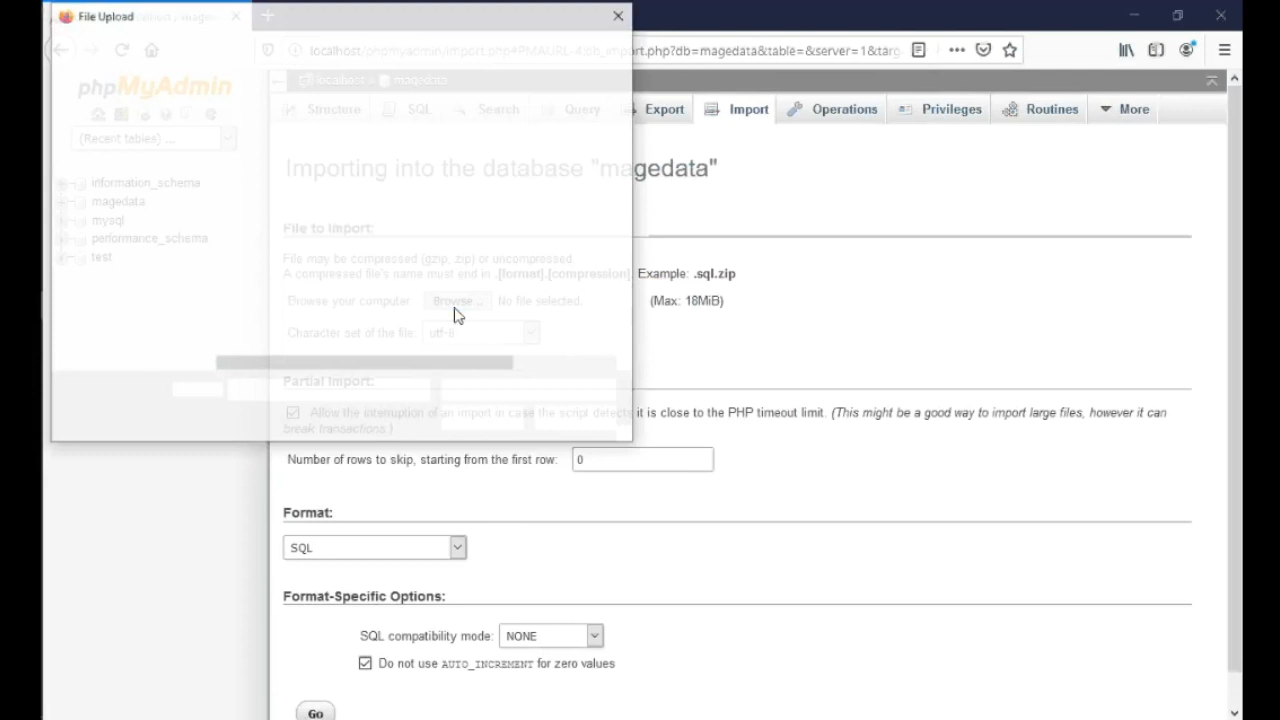 File Upload
localhost/phpmyadmin/import.php#PMAURL-4:db_import.php?db=magedata&table=&server=1&targ
phpMyAdmin
localhost » magedata
Structure
SQL
Search
Query
Export
Import
Operations
Privileges
Routines
More
(Recent tables) ...
information_schema
magedata
mysql
performance_schema
test
Importing into the database "magedata"
File to Import:
File may be compressed (gzip, zip) or uncompressed.
A compressed file's name must end in .[format].[compression]. Example: .sql.zip
Browse your computer: Browse... No file selected. (Max: 18MiB)
Character set of the file: utf-8
Partial Import:
Allow the interruption of an import in case the script detects it is close to the PHP timeout limit. (This might be a good way to import large files, however it can
break transactions.)
Number of rows to skip, starting from the first row: 0
Format:
SQL
Format-Specific Options:
SQL compatibility mode: NONE
Do not use AUTO_INCREMENT for zero values
Go